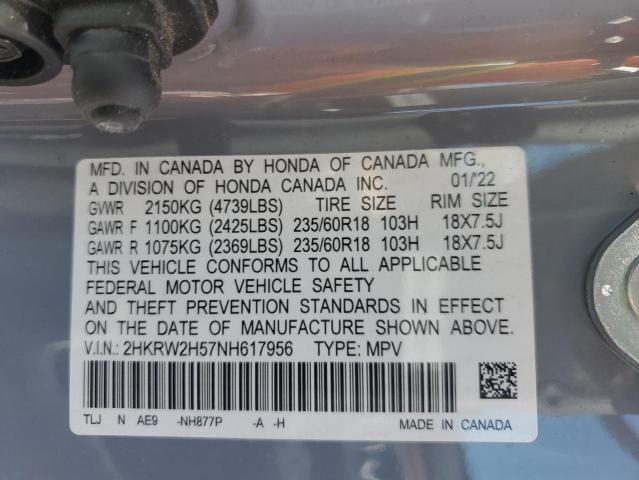 MFD. IN CANADA BY HONDA OF CANADA MFG.,
A DIVISION OF HONDA CANADA INC. 01/'22
GVWR 2150KG (4739LBS) TIRE SIZE RIM SIZE
GAWR F 1100KG (2425LBS) 235/60R18 103H 18X7.5J
GAWR R 1075KG (2369LBS) 235/60R18 103H 18X7.5J
THIS VEHICLE CONFORMS TO ALL APPLICABLE
FEDERAL MOTOR VEHICLE SAFETY
AND THEFT PREVENTION STANDARDS IN EFFECT
ON THE DATE OF MANUFACTURE SHOWN ABOVE.
V.I.N.: 2HKRW2H57NH617956 TYPE: MPV
TLJ N AE9 -NH877P -A -H MADE IN CANADA